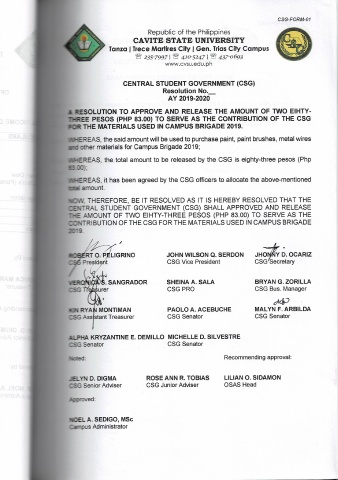 CSG-FORM-01
Republic of the Philippines
CAVITE STATE UNIVERSITY
Tanza | Trece Martires City | Gen. Trias City Campus
☏ 235-7997 | ☏ 410-5247 | ☏ 437-0693
www.cvsu.edu.ph
CENTRAL STUDENT GOVERNMENT (CSG)
Resolution No.__
AY 2019-2020
A RESOLUTION TO APPROVE AND RELEASE THE AMOUNT OF TWO EIHTY-
THREE PESOS (PHP 83.00) TO SERVE AS THE CONTRIBUTION OF THE CSG
FOR THE MATERIALS USED IN CAMPUS BRIGADE 2019.
WHEREAS, the said amount will be used to purchase paint, paint brushes, metal wires
and other materials for Campus Brigade 2019;
WHEREAS, the total amount to be released by the CSG is eighty-three pesos (Php
83.00);
WHEREAS, it has been agreed by the CSG officers to allocate the above-mentioned
total amount.
NOW, THEREFORE, BE IT RESOLVED AS IT IS HEREBY RESOLVED THAT THE
CENTRAL STUDENT GOVERNMENT (CSG) SHALL APPROVED AND RELEASE
THE AMOUNT OF TWO EIHTY-THREE PESOS (PHP 83.00) TO SERVE AS THE
CONTRIBUTION OF THE CSG FOR THE MATERIALS USED IN CAMPUS BRIGADE
2019.
ROBERT O. PELIGRINO JOHN WILSON Q. SERDON JHONNY D. OCARIZ
CSG President CSG Vice President CSG Secretary
VERONICA S. SANGRADOR SHEINA A. SALA BRYAN G. ZORILLA
CSG Treasurer CSG PRO CSG Bus. Manager
KIN RYAN MONTIMAN PAOLO A. ACEBUCHE MALYN F. ARBILDA
CSG Assistant Treasurer CSG Senator CSG Senator
ALPHA KRYZANTINE E. DEMILLO MICHELLE D. SILVESTRE
CSG Senator CSG Senator
Noted: Recommending approval:
JELYN D. DIGMA ROSE ANN R. TOBIAS LILIAN O. SIDAMON
CSG Senior Adviser CSG Junior Adviser OSAS Head
Approved:
NOEL A. SEDIGO, MSc
Campus Administrator